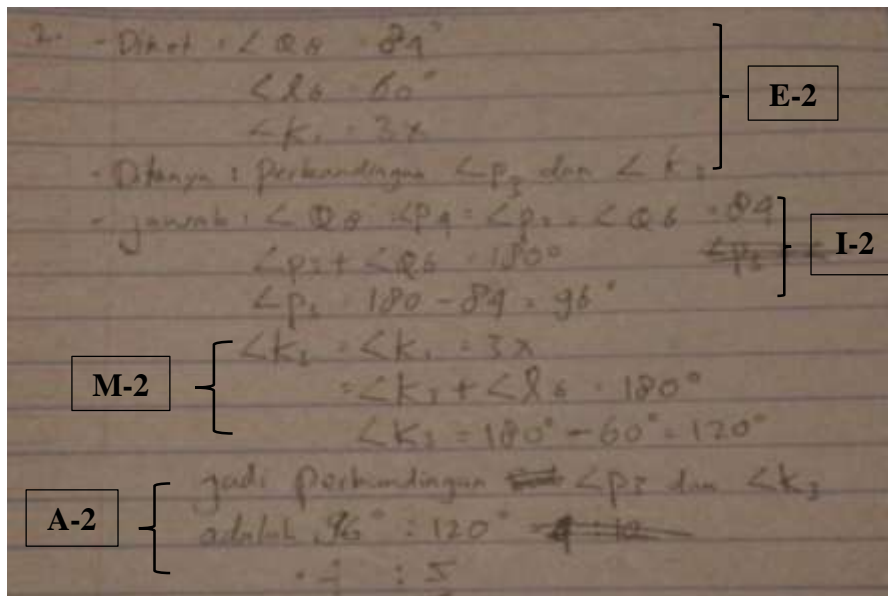 2. - Diket : ∠Q8 = 84°
∠l6 = 60°
∠k1 = 3x
E-2
- Ditanya : Perbandingan ∠p3 dan ∠k3
- jawab : ∠Q8 = ∠P4 = ∠P2 = ∠Q6 = 84
∠p3 + ∠Q6 = 180°
I-2
∠p3 = 180 - 84 = 96°
∠k3 = ∠k1 = 3x
M-2
= ∠k3 + ∠l6 = 180°
∠k3 = 180° - 60° = 120°
jadi perbandingan ∠p3 dan ∠k3
A-2
adalah 96° : 120°
: 5